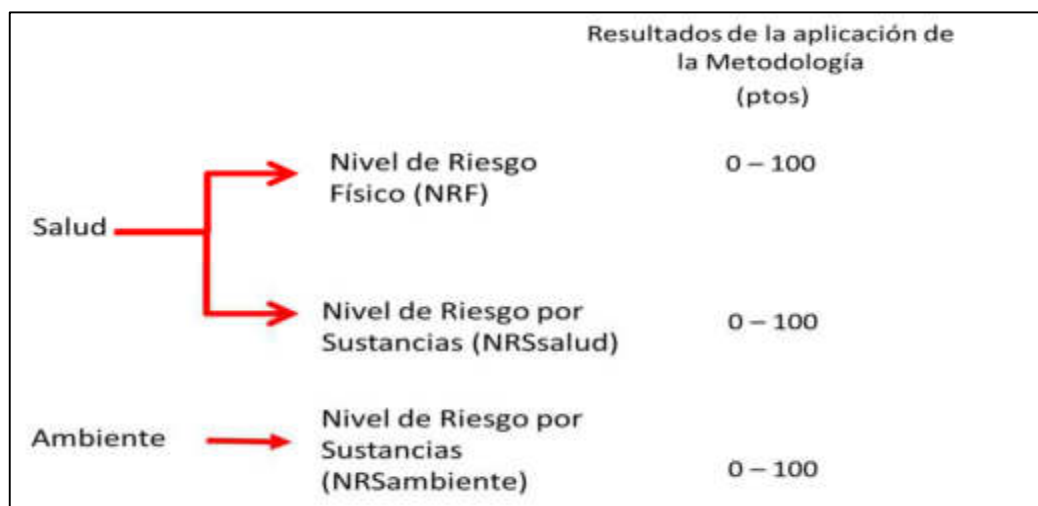 Resultados de la aplicación de
la Metodología
(ptos)
Nivel de Riesgo
Físico (NRF)
0 – 100
Salud
Nivel de Riesgo por
Sustancias (NRSsalud)
0 – 100
Ambiente
Nivel de Riesgo por
Sustancias
(NRSambiente)
0 – 100